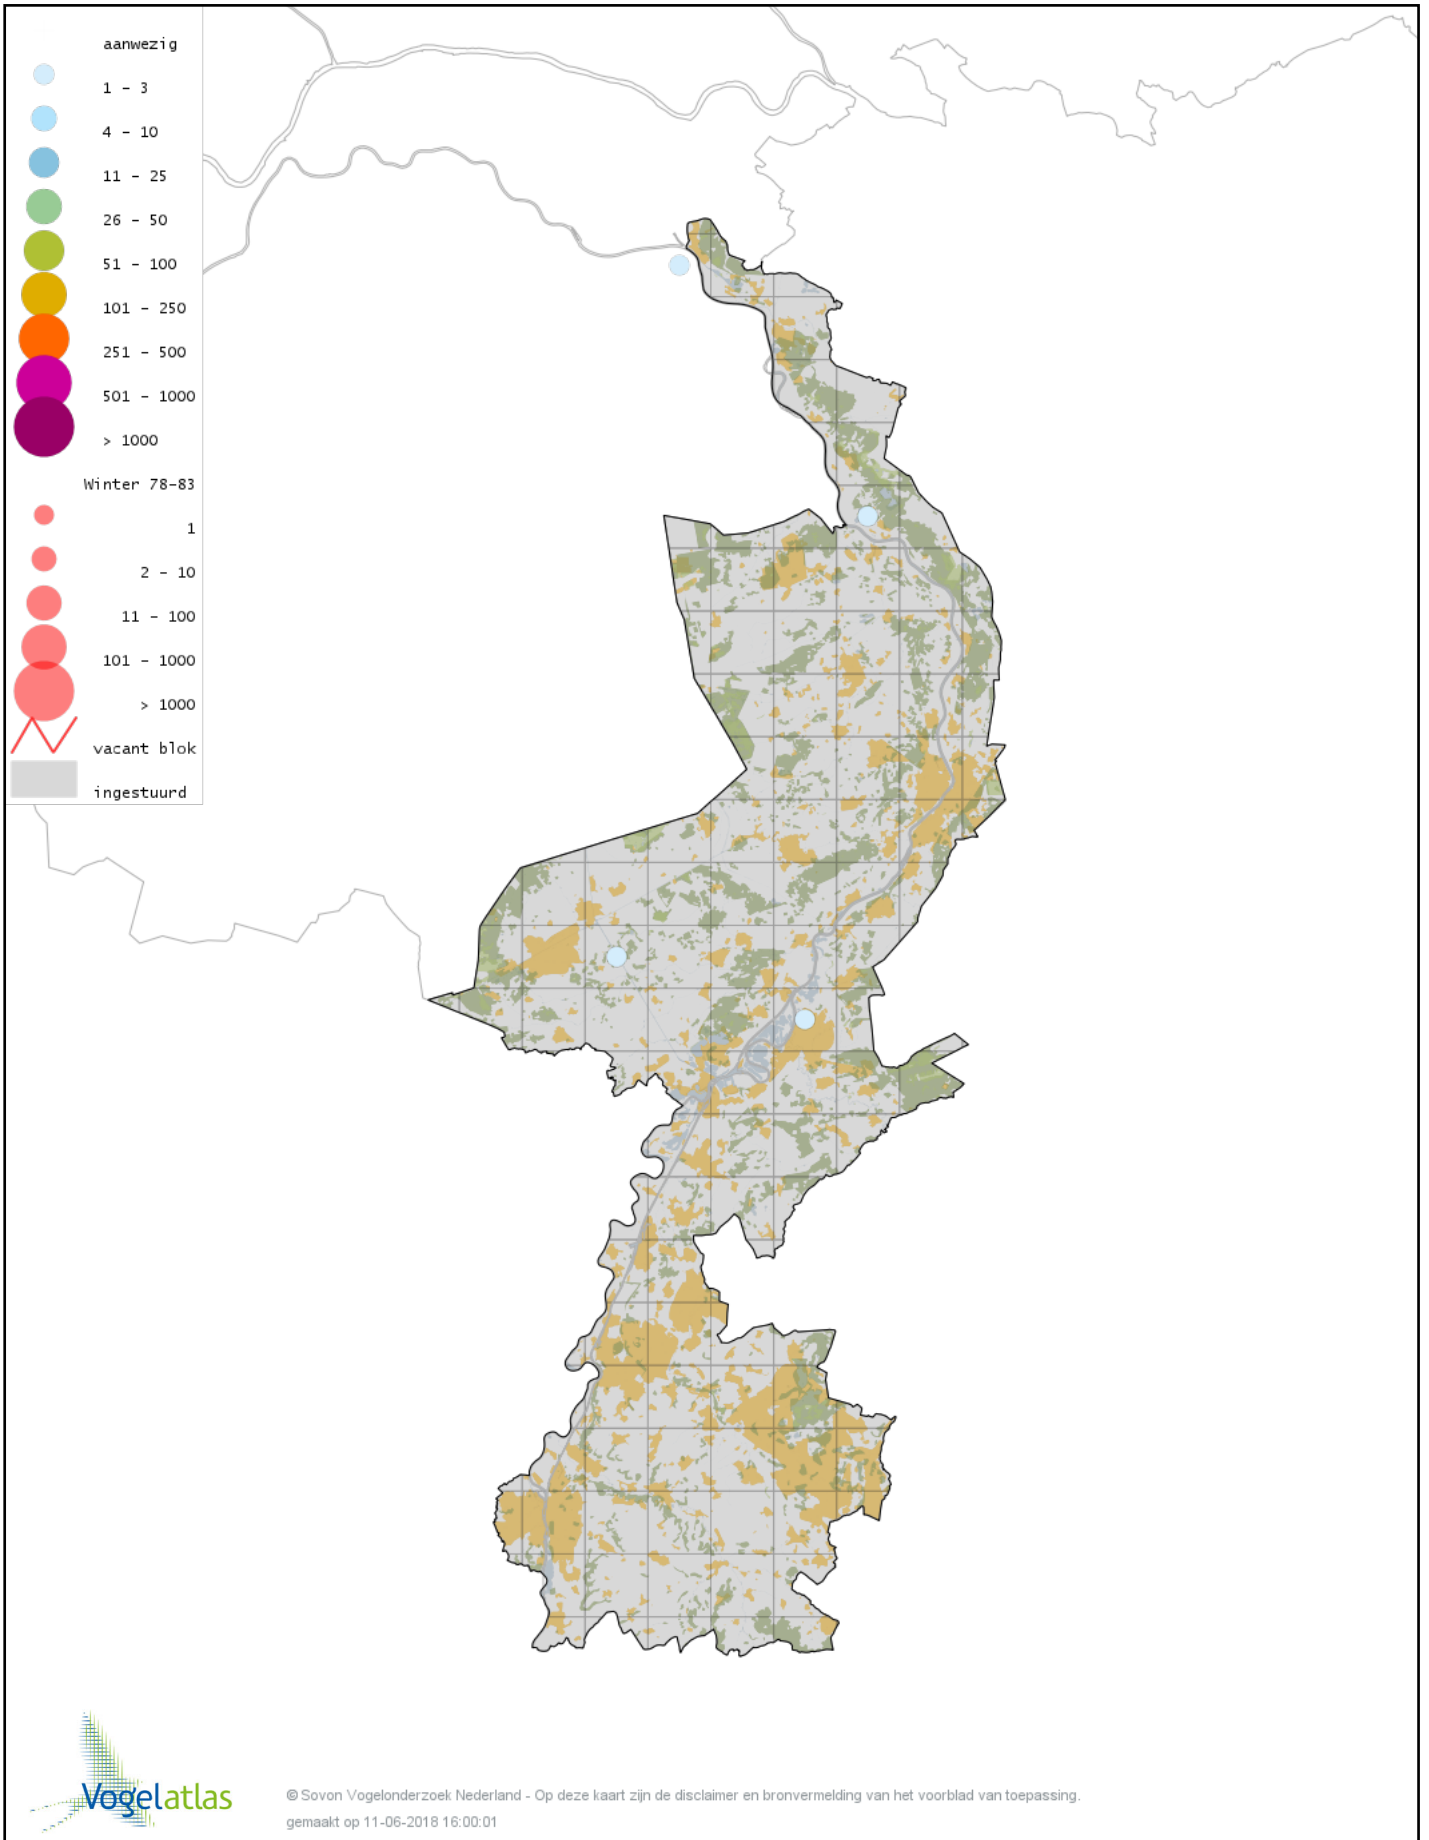 aanwezig
1 - 3
4 - 10
11 - 25
26 - 50
51 - 100
101 - 250
251 - 500
501 - 1000
> 1000
Winter 78-83
1
2 - 10
11 - 100
101 - 1000
> 1000
vacant blok
ingestuurd
Vogelatlas
© Sovon Vogelonderzoek Nederland - Op deze kaart zijn de disclaimer en bronvermelding van het voorblad van toepassing.
gemaakt op 11-06-2018 16:00:01